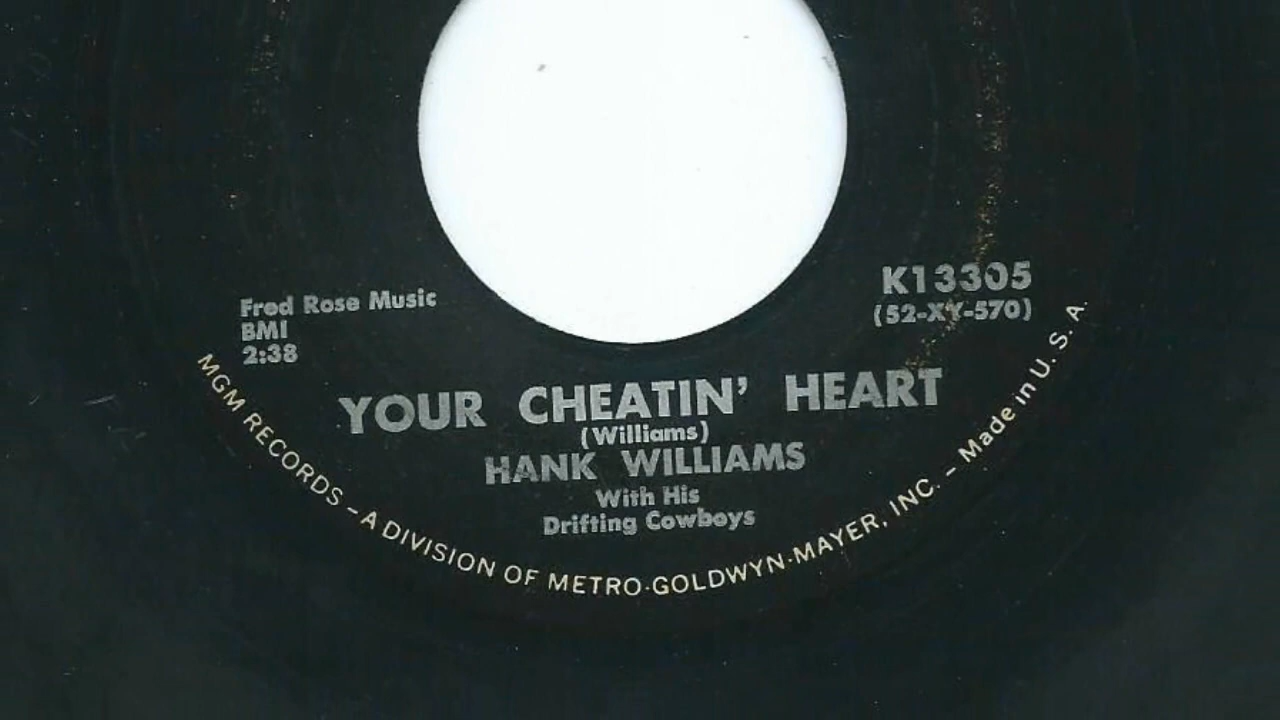 Fred Rose Music
BMI
2:38
K13305
(52-XY-570)
YOUR CHEATIN' HEART
(Williams)
HANK WILLIAMS
With His
Drifting Cowboys
MGM RECORDS – A DIVISION OF METRO-GOLDWYN-MAYER, INC. – Made in U. S. A.